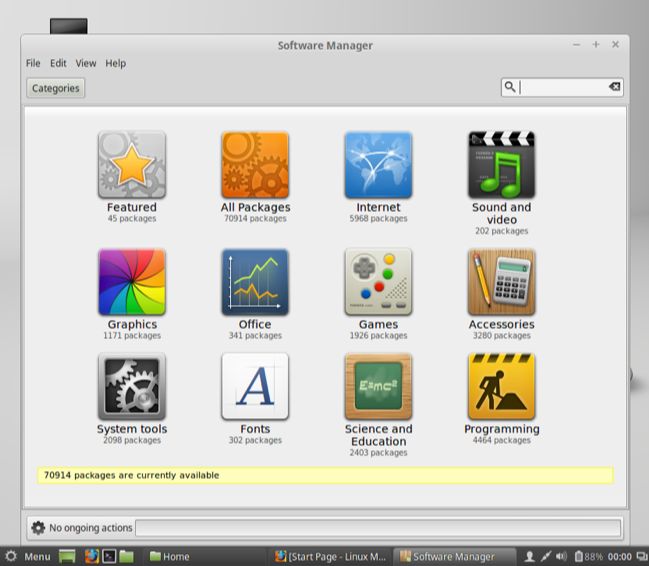 Software Manager
File Edit View Help
Categories
Featured
45 packages
All Packages
70914 packages
Internet
5968 packages
Sound and
video
202 packages
Graphics
1171 packages
Office
341 packages
Games
1926 packages
Accessories
3280 packages
System tools
2098 packages
Fonts
302 packages
Science and
Education
2403 packages
Programming
4464 packages
A
E=mc²
70914 packages are currently available
No ongoing actions
Menu Home [Start Page - Linux M... Software Manager 88% 00:00